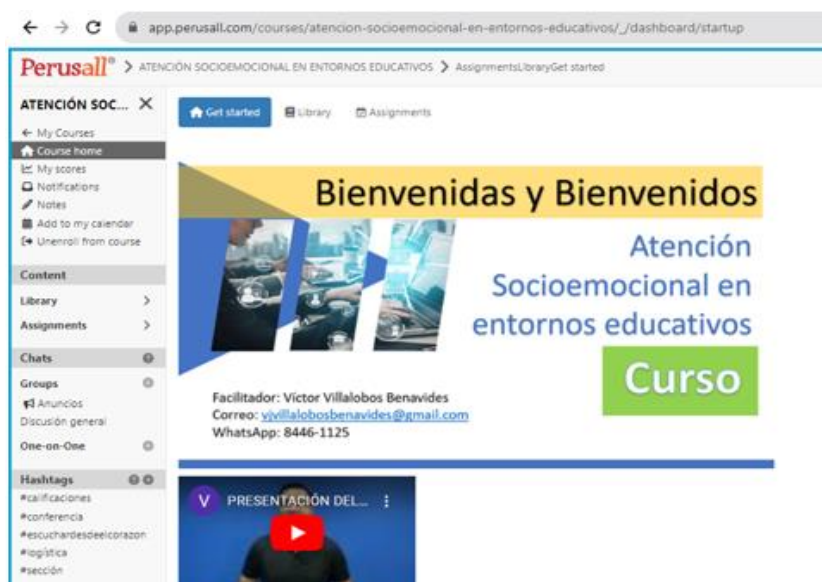 app.perusall.com/courses/atencion-socioemocional-en-entornos-educativos/_/dashboard/startup
Perusall® > ATENCIÓN SOCIOEMOCIONAL EN ENTORNOS EDUCATIVOS > AssignmentsLibraryGet started
ATENCIÓN SOC... X
My Courses
Course home
My scores
Notifications
Notes
Add to my calendar
Unenroll from course
Content
Library
Assignments
Chats
Groups
Anuncios
Discusión general
One-on-One
Hashtags
#calificaciones
#conferencia
#escuchardesdeelcorazon
#logística
#sección
Get started Library Assignments
Bienvenidas y Bienvenidos
Atención
Socioemocional en
entornos educativos
Curso
Facilitador: Víctor Villalobos Benavides
Correo: vjvillalobosbenavides@gmail.com
WhatsApp: 8446-1125
V PRESENTACIÓN DEL...